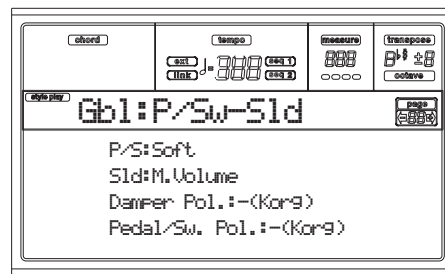 chord tempo measure transpose
ext seq 1
link seq 2
octave
style play page
Gbl:P/Sw-Sld
P/S:Soft
Sld:M.Volume
Damper Pol.:-(Korg)
Pedal/Sw. Pol.:-(Korg)